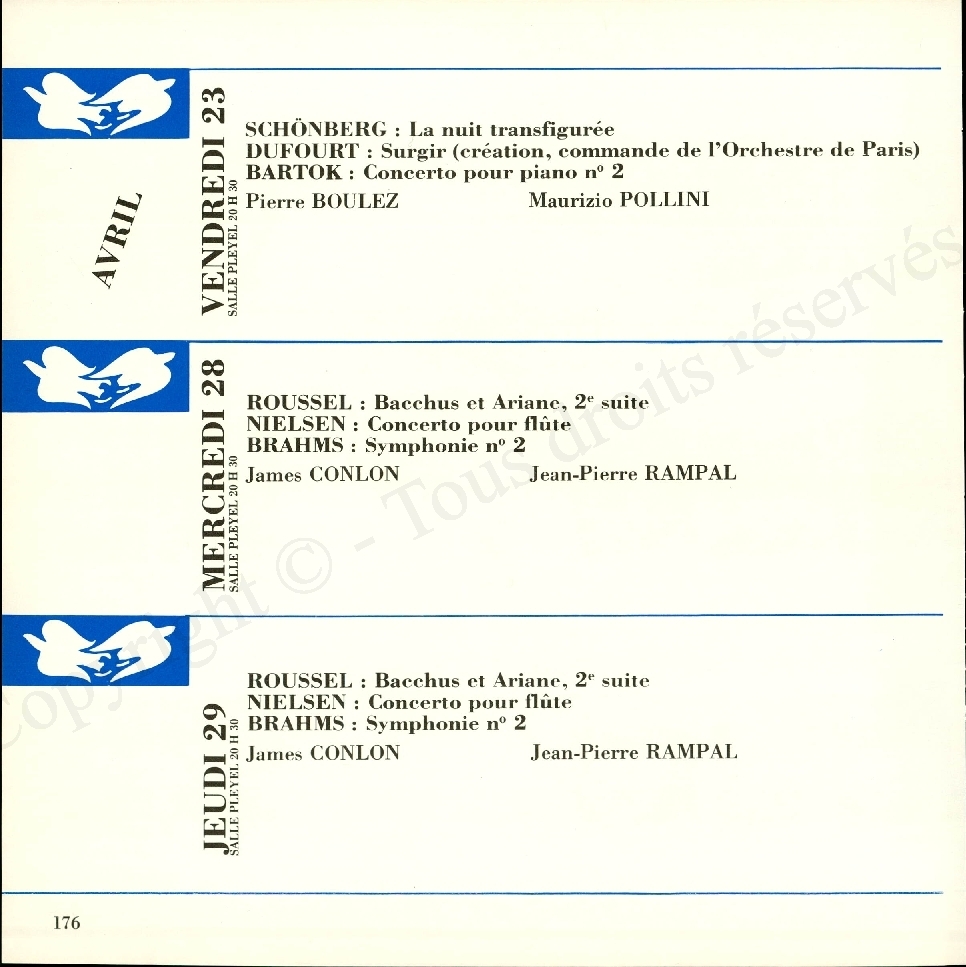 AVRIL
VENDREDI 23
SALLE PLEYEL 20 H 30
SCHÖNBERG : La nuit transfigurée
DUFOURT : Surgir (création, commande de l'Orchestre de Paris)
BARTOK : Concerto pour piano nº 2
Pierre BOULEZ Maurizio POLLINI
MERCREDI 28
SALLE PLEYEL 20 H 30
ROUSSEL : Bacchus et Ariane, 2e suite
NIELSEN : Concerto pour flûte
BRAHMS : Symphonie nº 2
James CONLON Jean-Pierre RAMPAL
JEUDI 29
SALLE PLEYEL 20 H 30
ROUSSEL : Bacchus et Ariane, 2e suite
NIELSEN : Concerto pour flûte
BRAHMS : Symphonie nº 2
James CONLON Jean-Pierre RAMPAL
176
Copyright © - Tous droits réservés